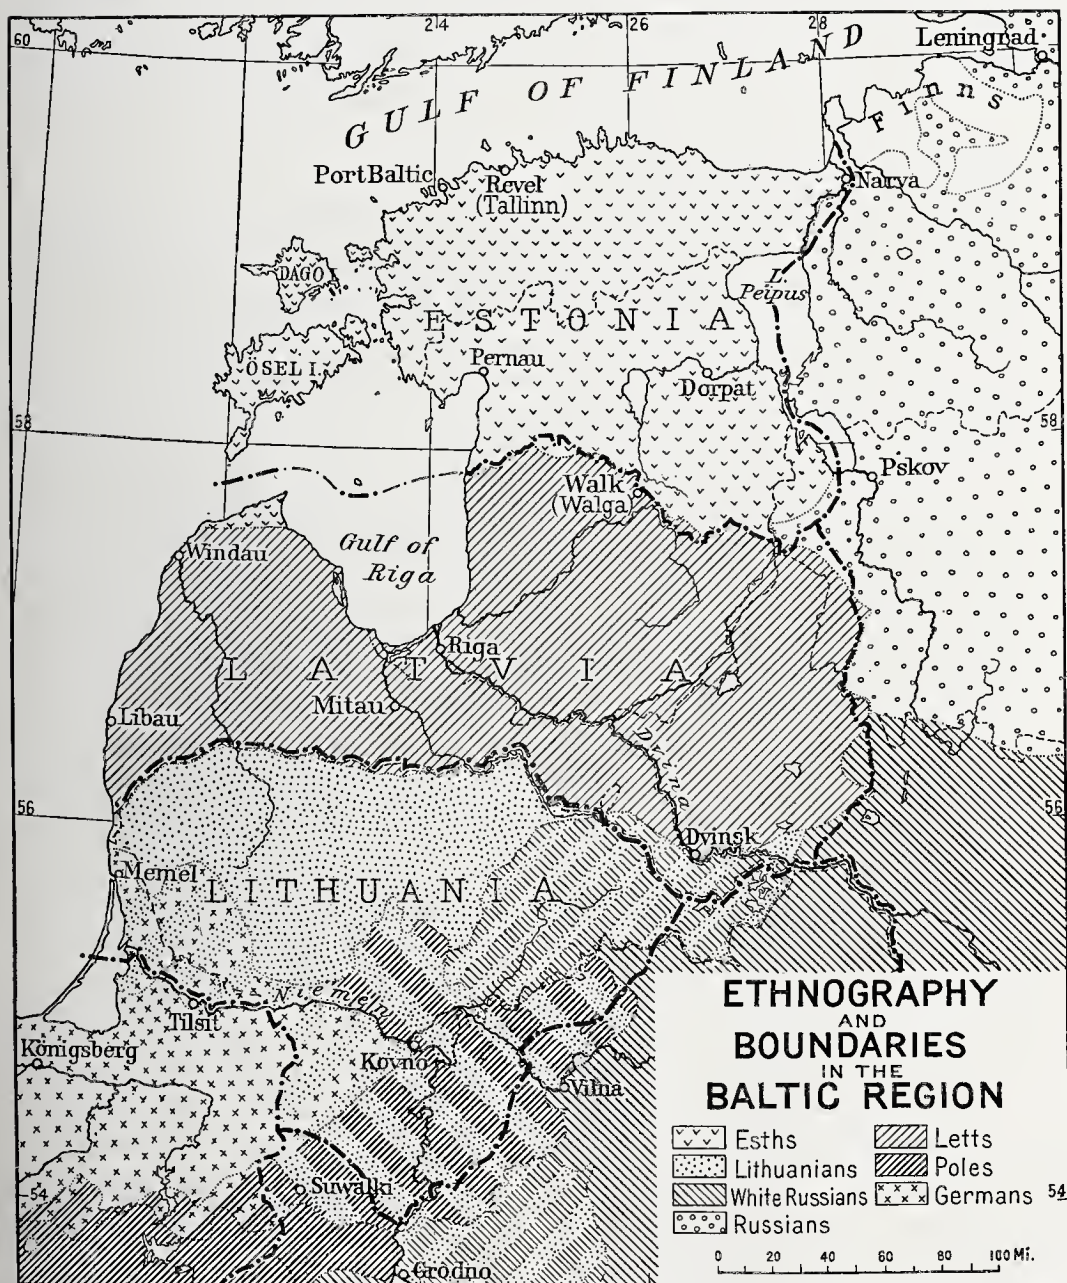 24
26
28
60
Leningrad
GULF OF FINLAND
Finns
Port Baltic
Revel
(Tallinn)
Narva
DAGO I.
L.
Peipus
ESTONIA
ÖSEL I.
Pernau
Dorpat
58
58
Pskov
Walk
(Walga)
Windau
Gulf of
Riga
Riga
LATVIA
Mitau
Libau
Dvina
56
56
Dvinsk
Memel
LITHUANIA
Niemen
Tilsit
Königsberg
Kovno
Vilna
54
Suwalki
Grodno
ETHNOGRAPHY
AND
BOUNDARIES
IN THE
BALTIC REGION
Esths
Letts
Lithuanians
Poles
White Russians
Germans
54
Russians
0 20 40 60 80 100 MI.